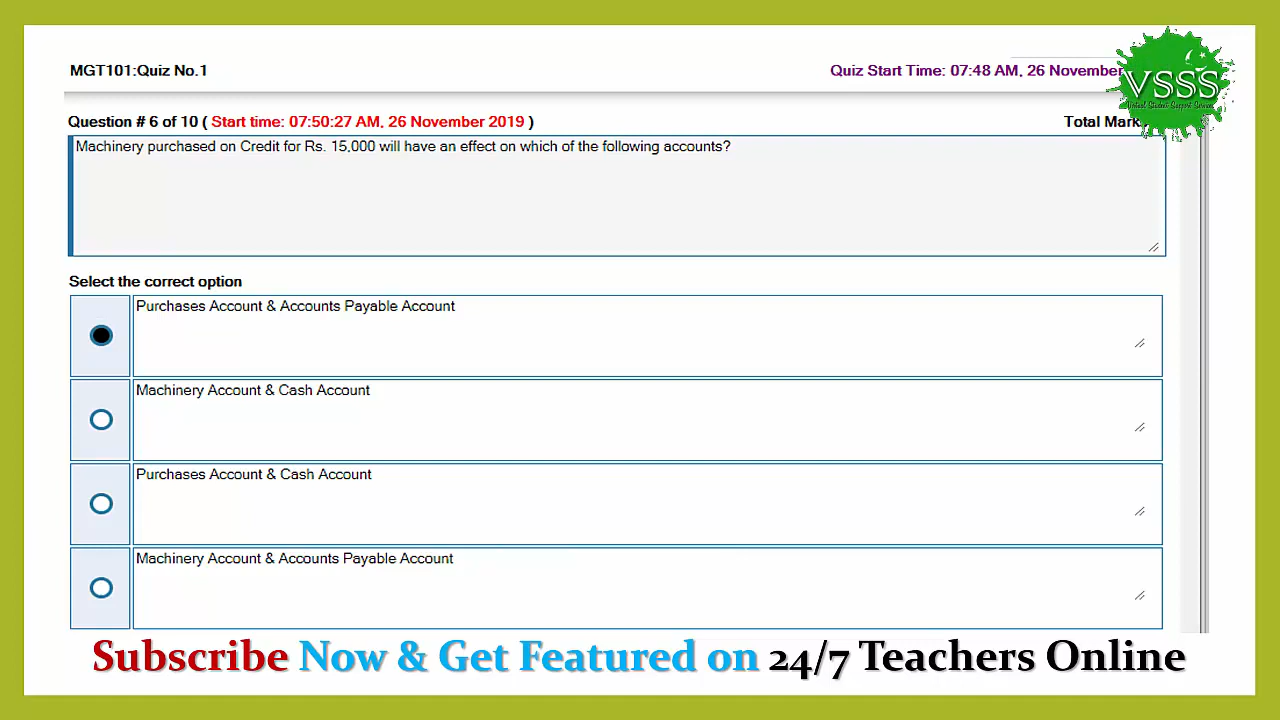 MGT101:Quiz No.1
Quiz Start Time: 07:48 AM, 26 November
VSSS
Virtual Student Support Services
Question # 6 of 10 ( Start time: 07:50:27 AM, 26 November 2019 )
Total Mark
Machinery purchased on Credit for Rs. 15,000 will have an effect on which of the following accounts?
Select the correct option
Purchases Account & Accounts Payable Account
Machinery Account & Cash Account
Purchases Account & Cash Account
Machinery Account & Accounts Payable Account
Subscribe Now & Get Featured on 24/7 Teachers Online